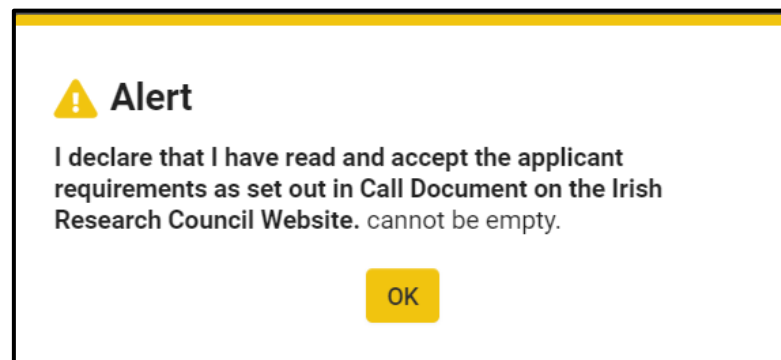 Alert
I declare that I have read and accept the applicant
requirements as set out in Call Document on the Irish
Research Council Website. cannot be empty.
OK